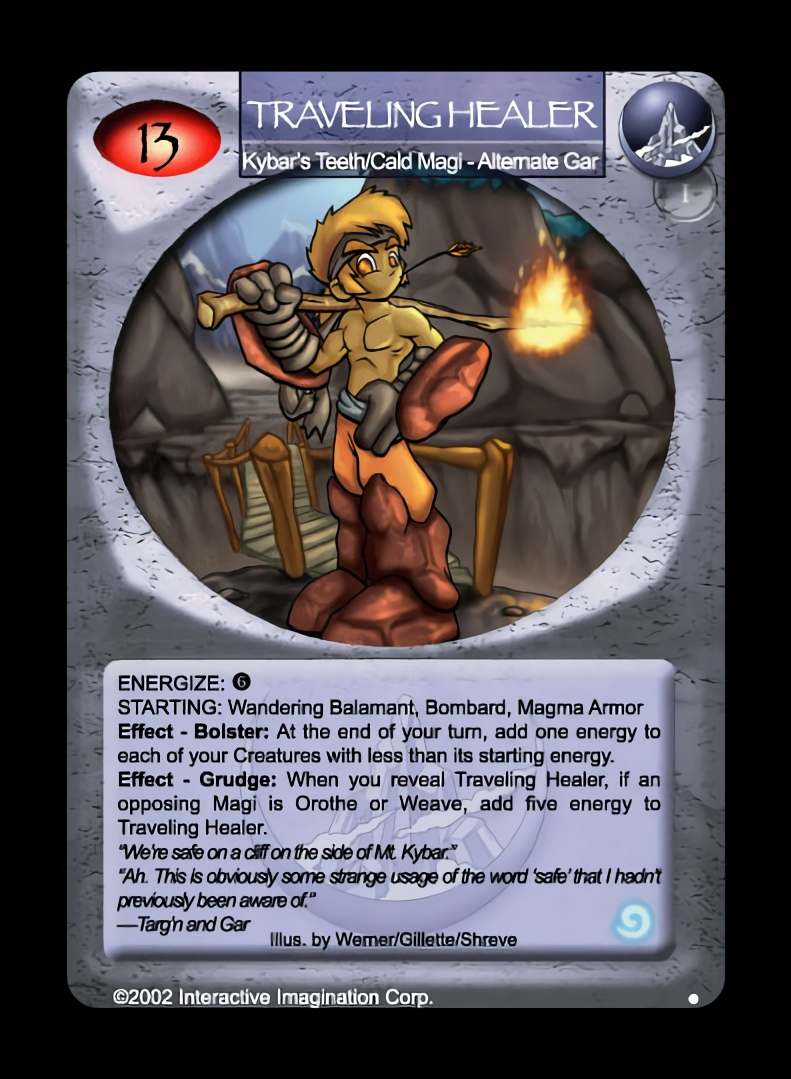 13
TRAVELING HEALER
Kybar's Teeth/Cald Magi - Alternate Gar
1
ENERGIZE: 6
STARTING: Wandering Balamant, Bombard, Magma Armor
Effect - Bolster: At the end of your turn, add one energy to
each of your Creatures with less than its starting energy.
Effect - Grudge: When you reveal Traveling Healer, if an
opposing Magi is Orothe or Weave, add five energy to
Traveling Healer.
"We're safe on a cliff on the side of Mt. Kybar."
"Ah. This is obviously some strange usage of the word 'safe' that I hadn't
previously been aware of."
—Targ'n and Gar
Illus. by Werner/Gillette/Shreve
©2002 Interactive Imagination Corp.